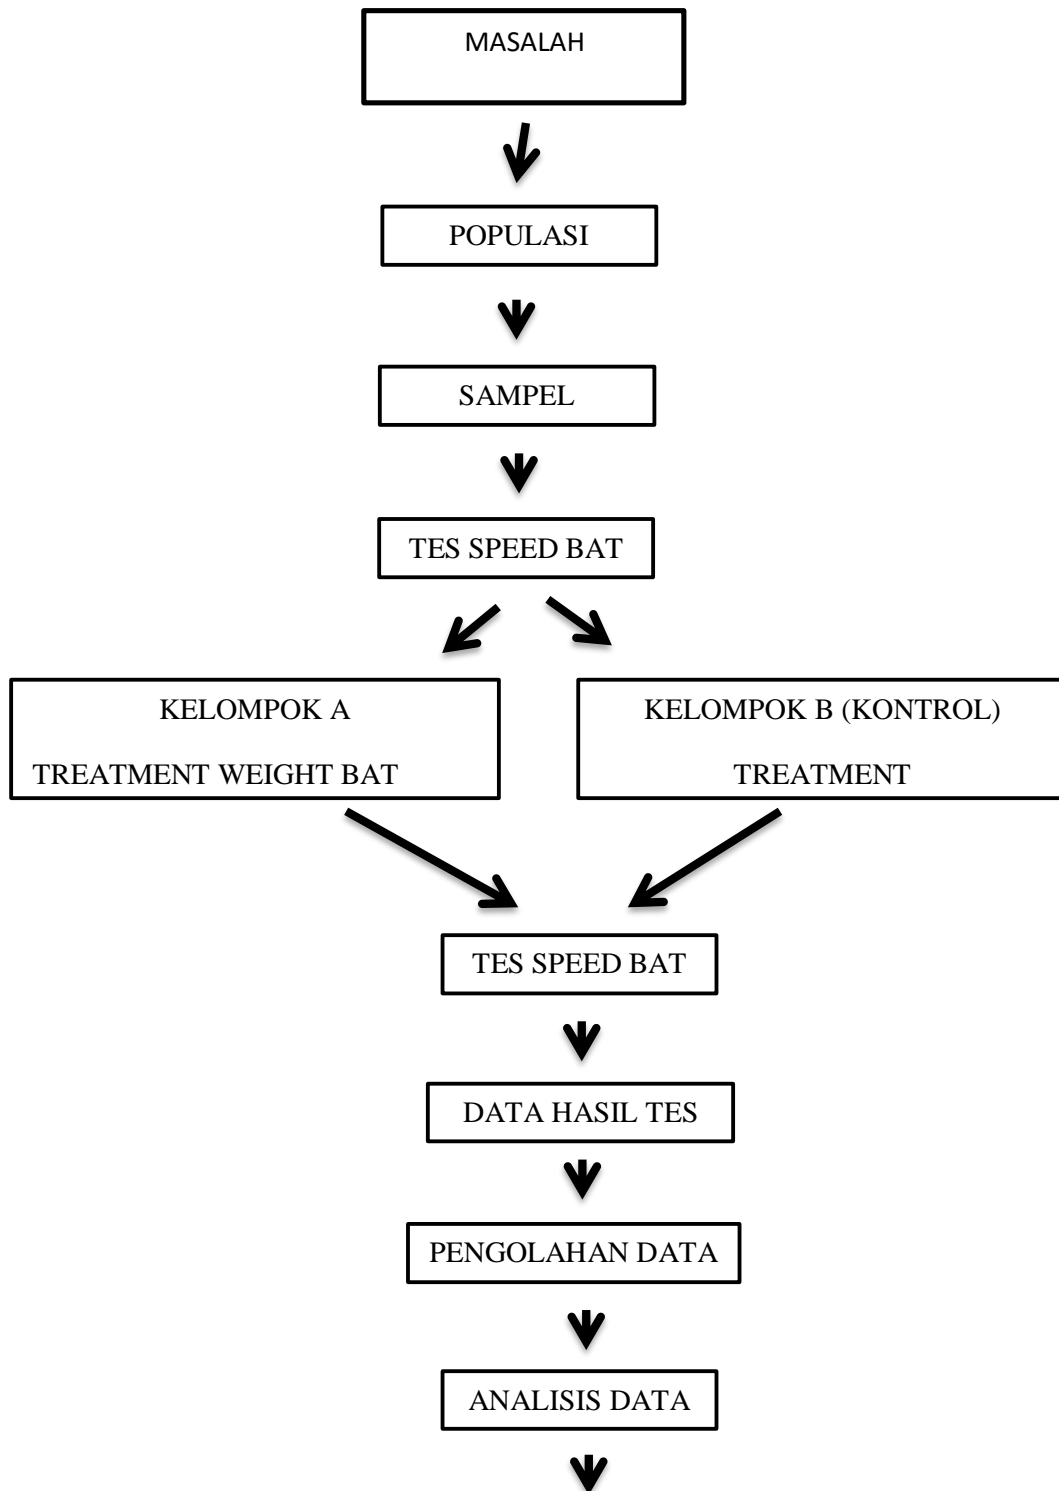 MASALAH
POPULASI
SAMPEL
TES SPEED BAT
KELOMPOK A
TREATMENT WEIGHT BAT
KELOMPOK B (KONTROL)
TREATMENT
TES SPEED BAT
DATA HASIL TES
PENGOLAHAN DATA
ANALISIS DATA